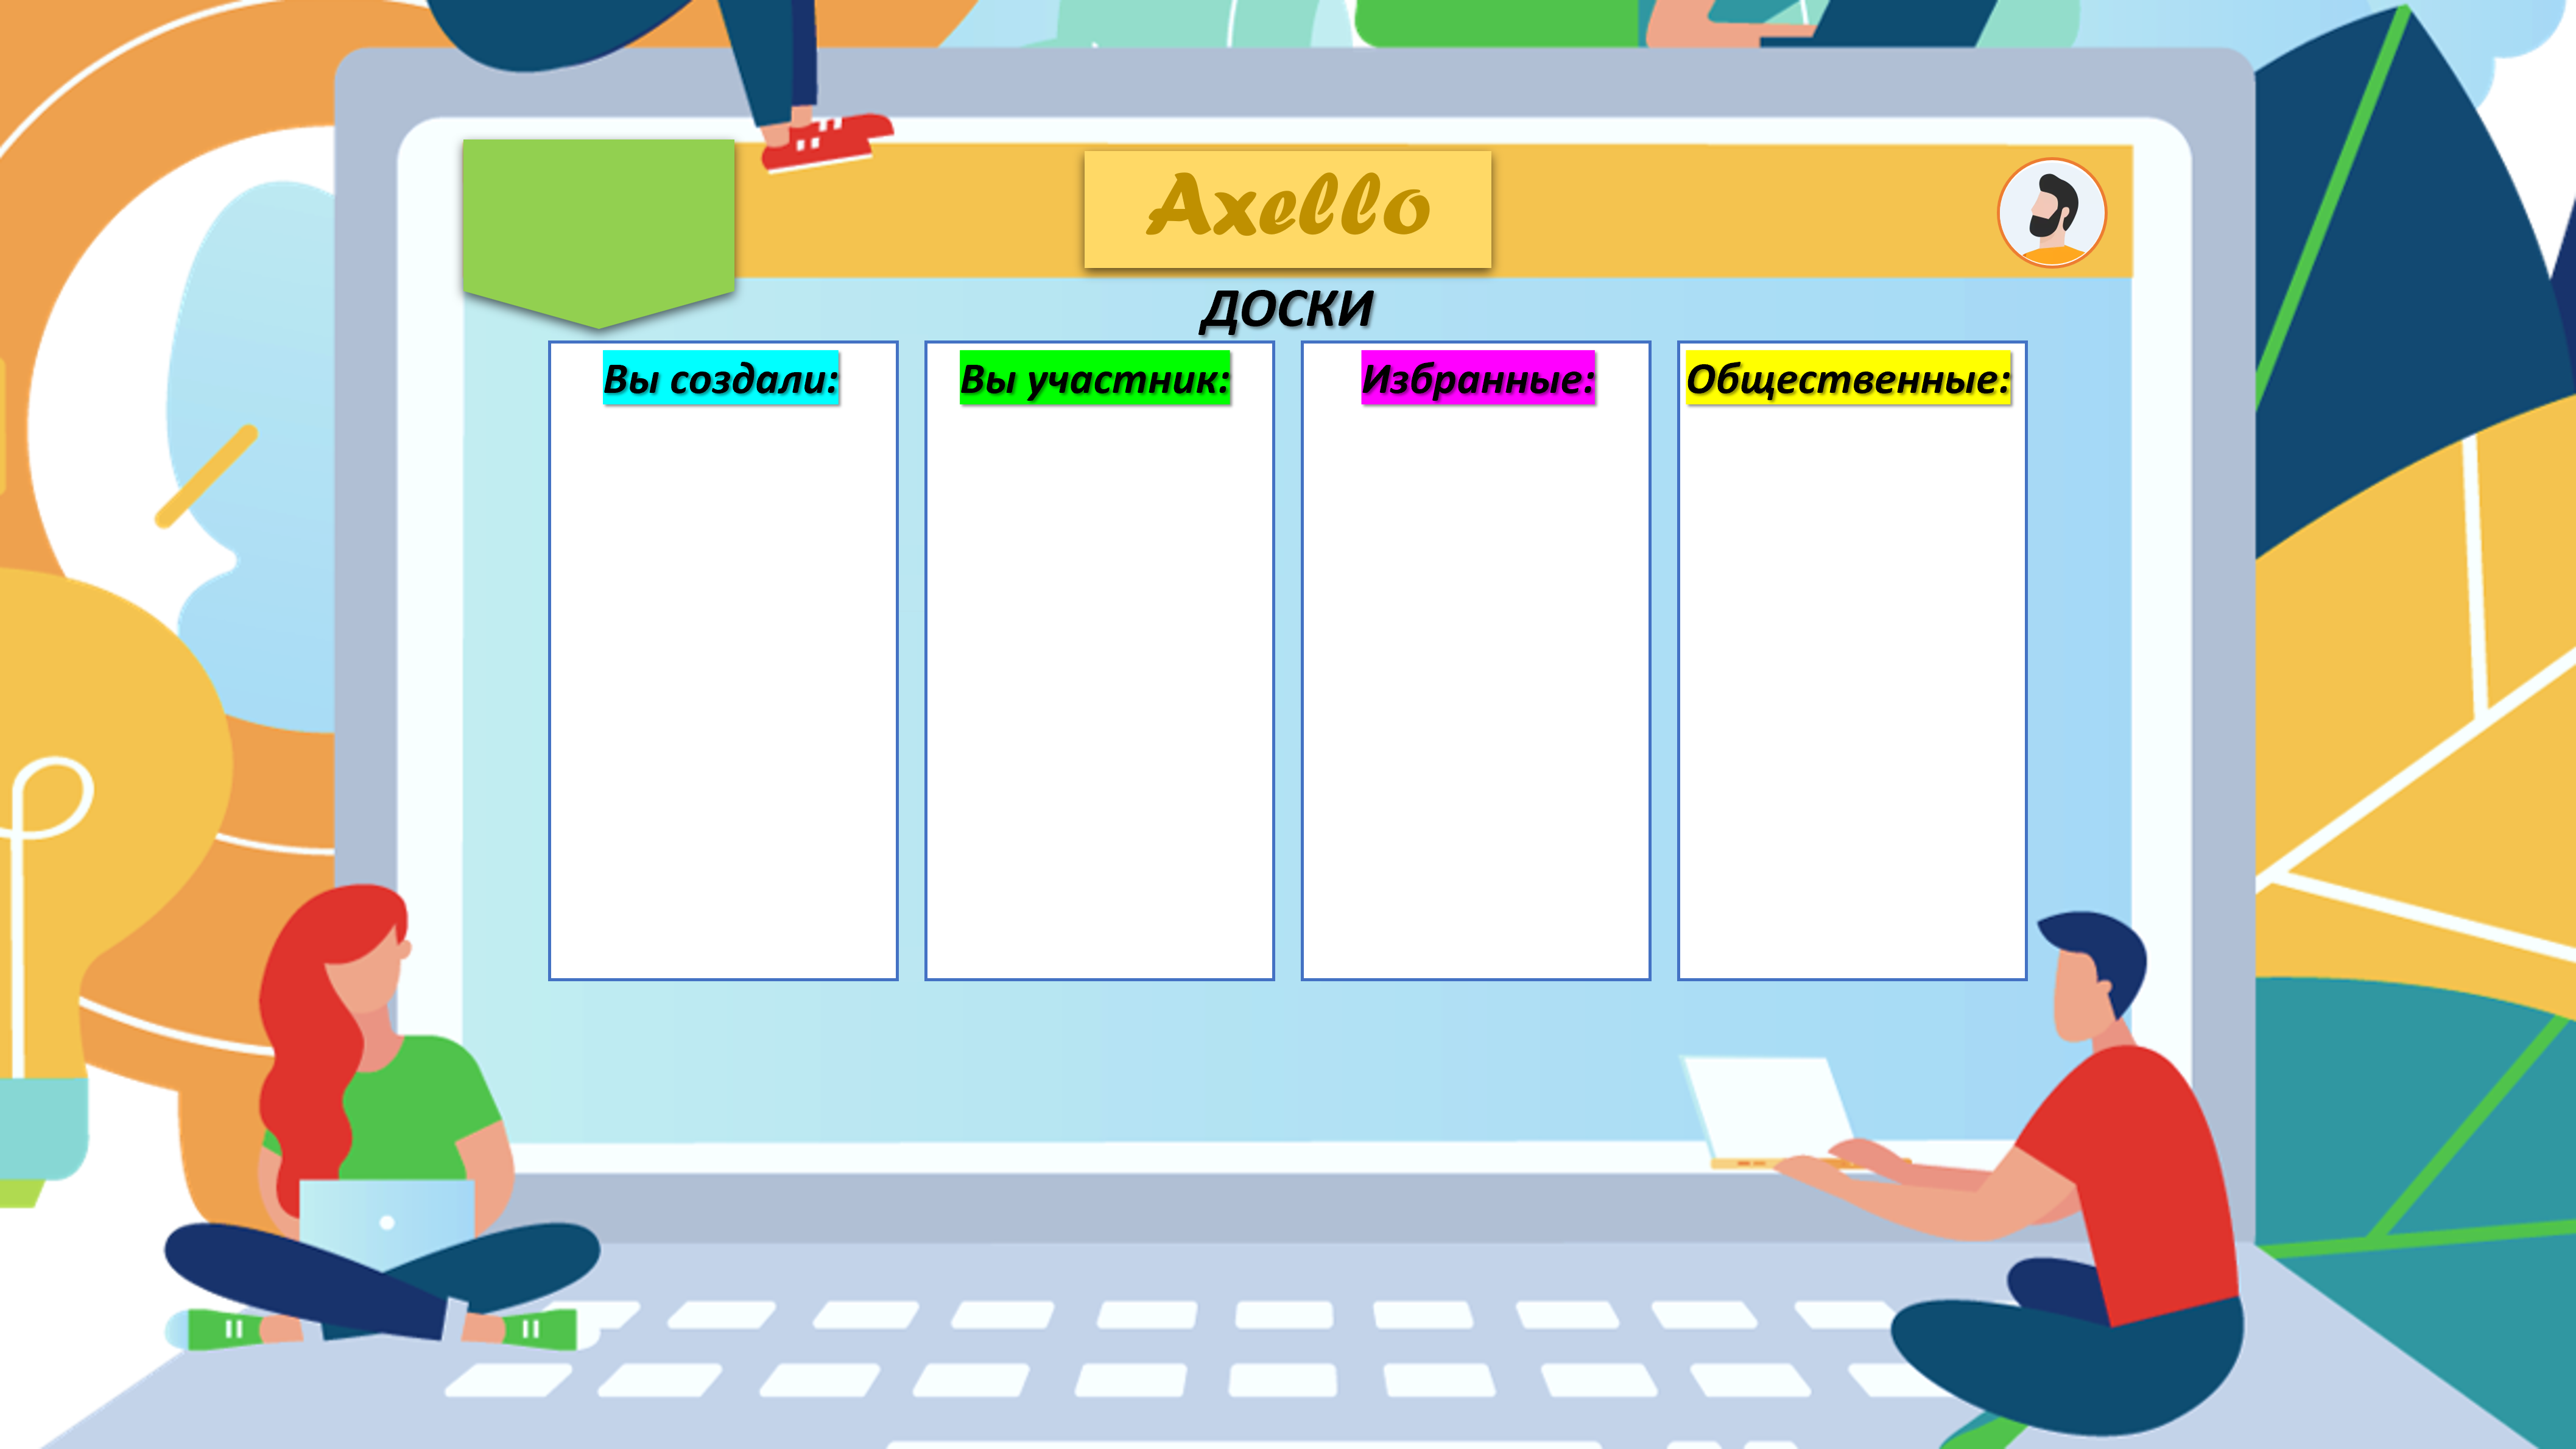 Axello
ДОСКИ
Вы создали:
Вы участник:
Избранные:
Общественные: